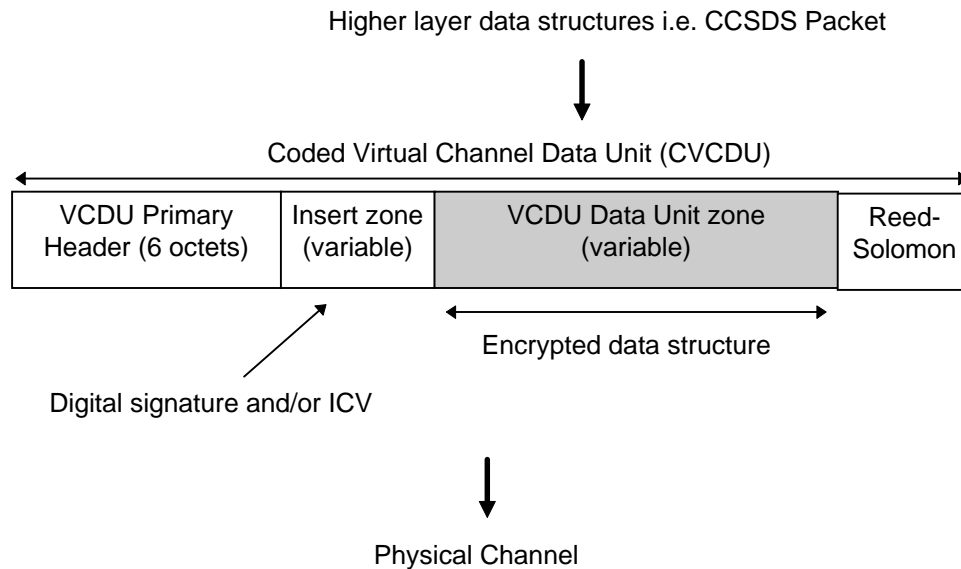 Higher layer data structures i.e. CCSDS Packet
Coded Virtual Channel Data Unit (CVCDU)
VCDU Primary
Header (6 octets)
Insert zone
(variable)
VCDU Data Unit zone
(variable)
Reed-
Solomon
Encrypted data structure
Digital signature and/or ICV
Physical Channel